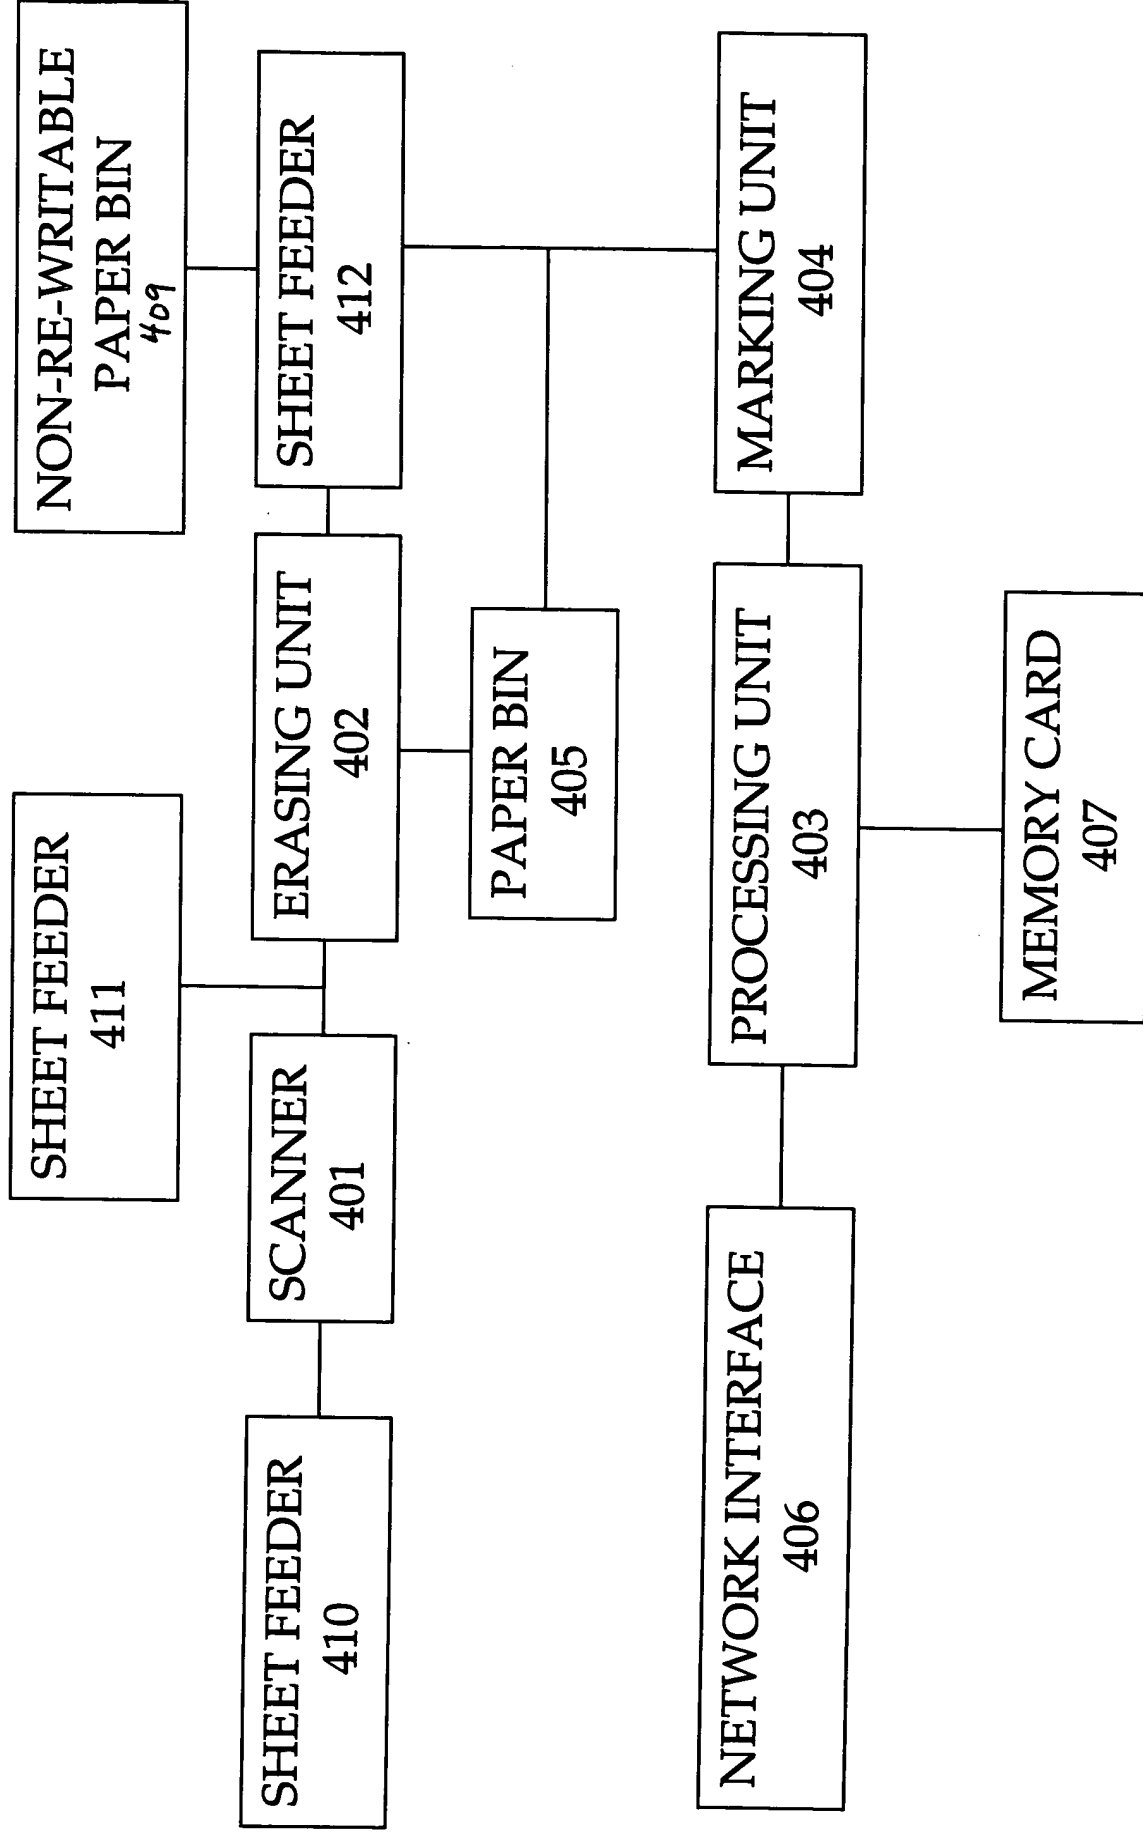 SHEET FEEDER
411
NON-RE-WRITABLE
PAPER BIN
409
SHEET FEEDER
410
SCANNER
401
ERASING UNIT
402
SHEET FEEDER
412
PAPER BIN
405
NETWORK INTERFACE
406
PROCESSING UNIT
403
MARKING UNIT
404
MEMORY CARD
407